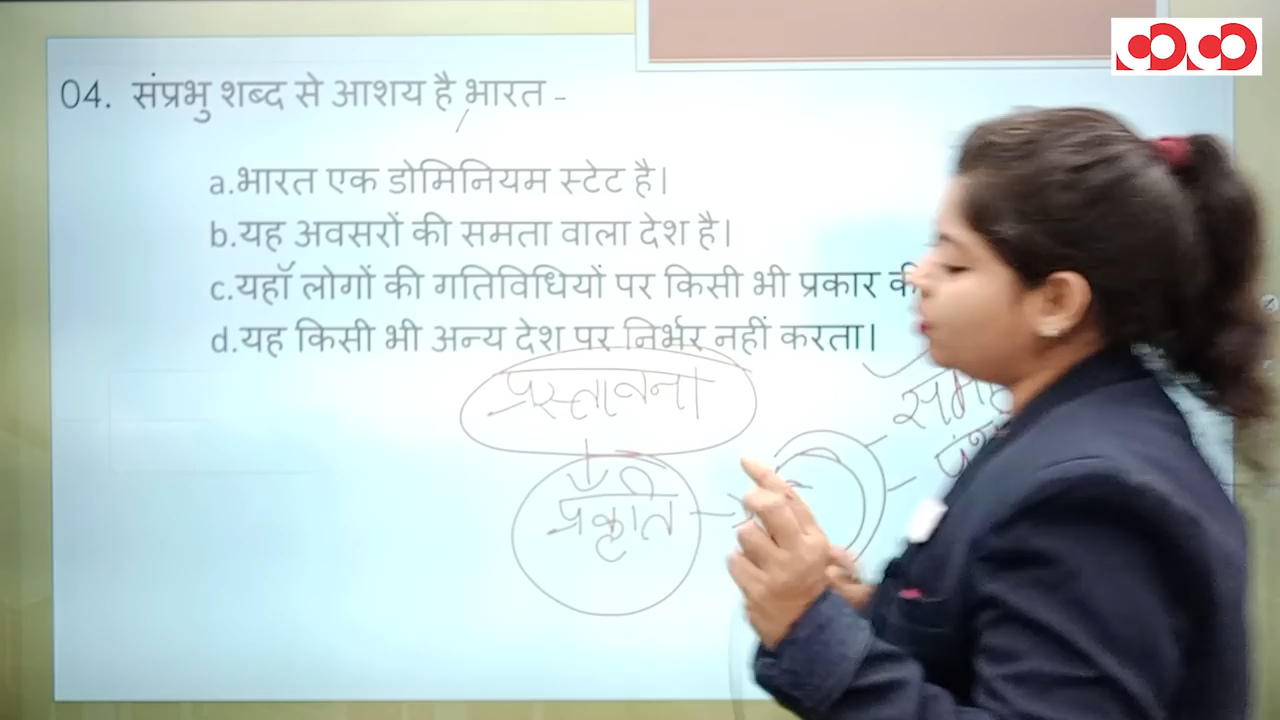 04. संप्रभु शब्द से आशय है भारत -
a.भारत एक डोमिनियम स्टेट है।
b.यह अवसरों की समता वाला देश है।
c.यहाॅ लोगों की गतिविधियों पर किसी भी प्रकार
d.यह किसी भी अन्य देश पर निर्भर नहीं करता।
प्रस्तावना
प्रकृति